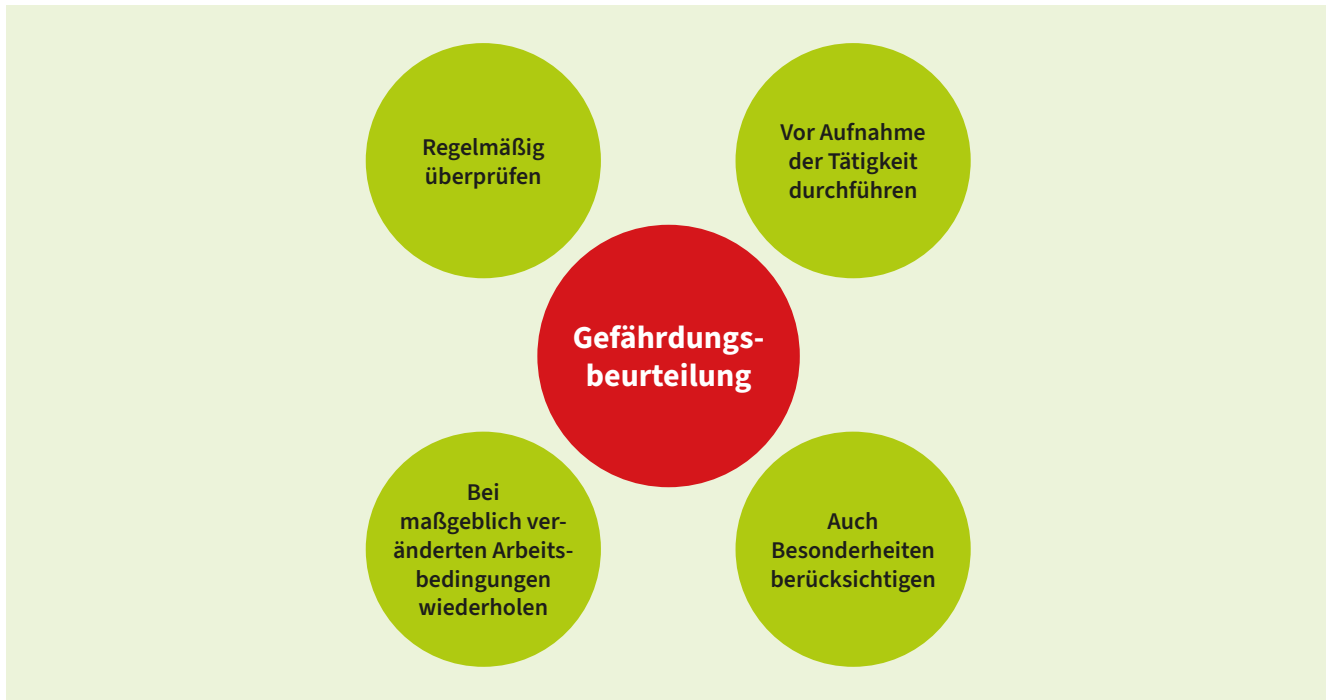 Regelmäßig
überprüfen
Vor Aufnahme
der Tätigkeit
durchführen
Gefährdungs-
beurteilung
Bei
maßgeblich ver-
änderten Arbeits-
bedingungen
wiederholen
Auch
Besonderheiten
berücksichtigen